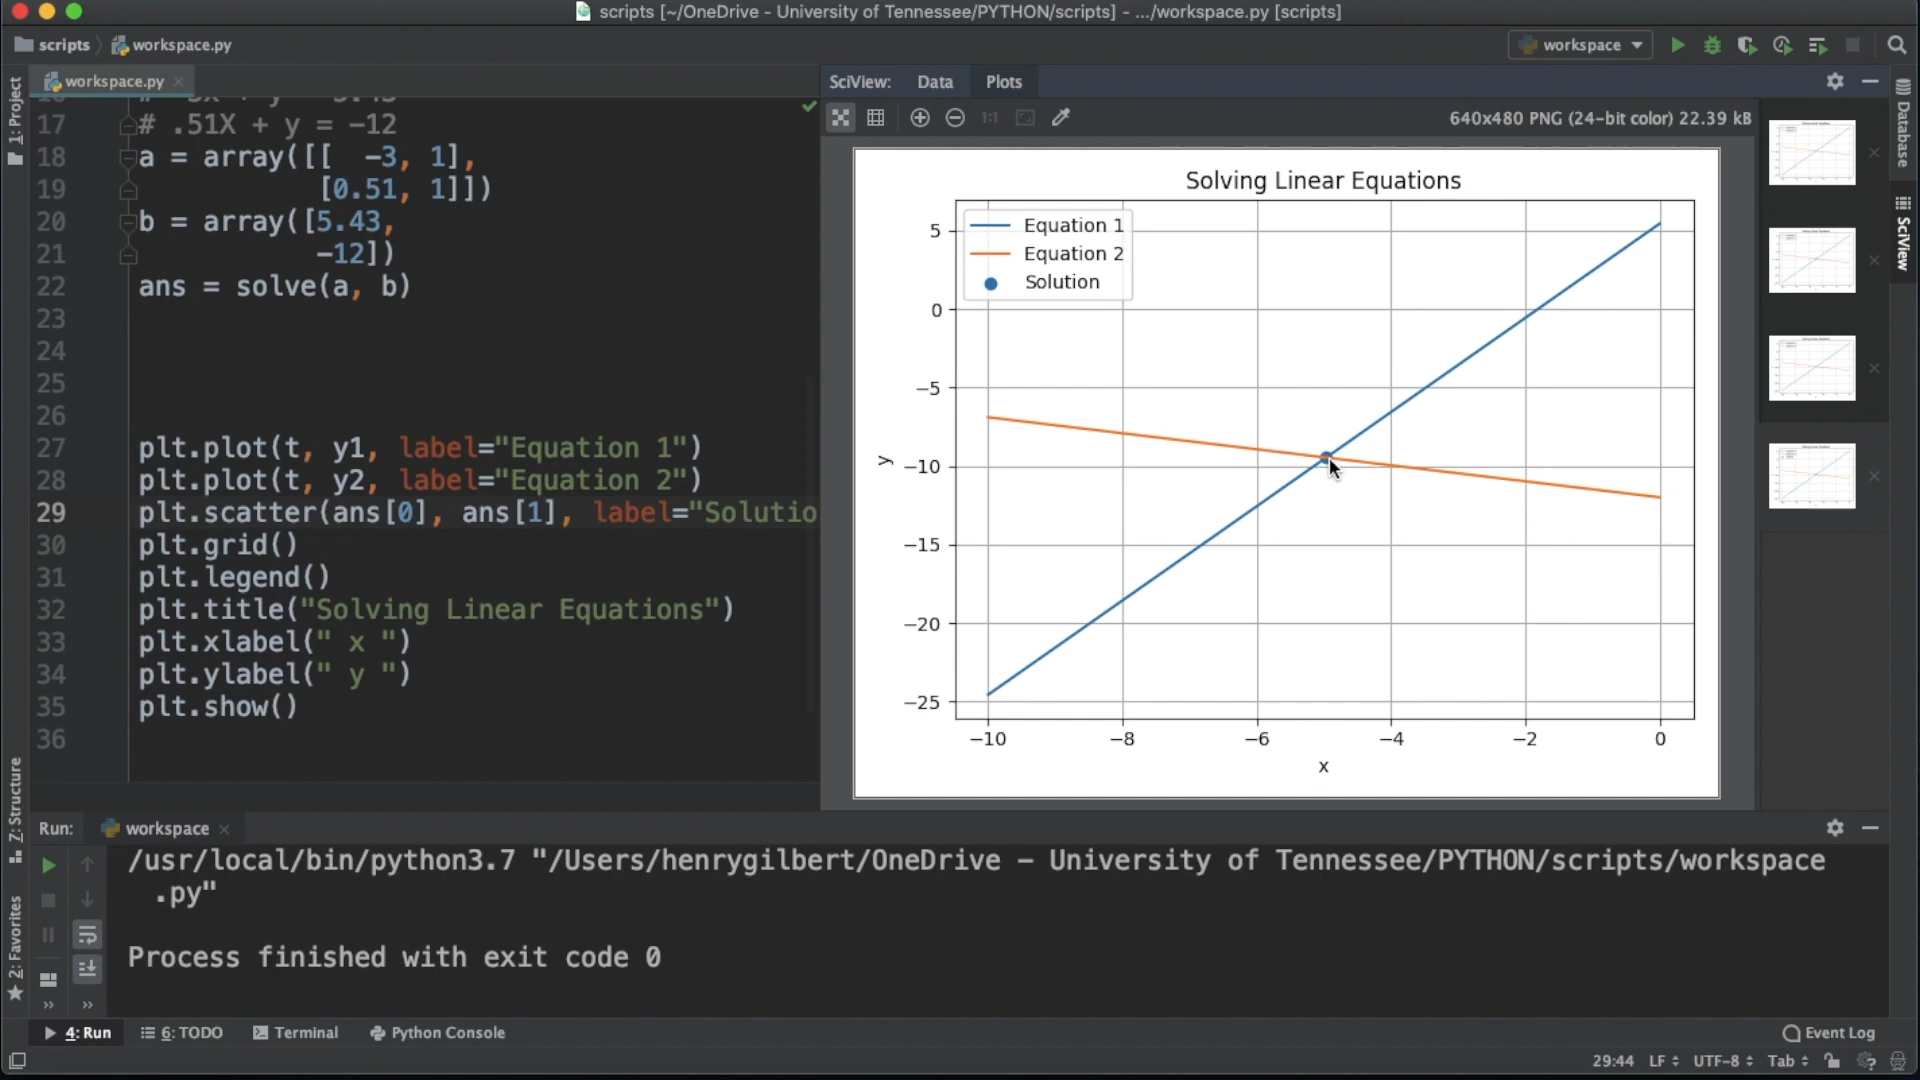 scripts [~/OneDrive - University of Tennessee/PYTHON/scripts] - .../workspace.py [scripts]
scripts workspace.py
workspace
1: Project
workspace.py
17 # .51X + y = -12
18 a = array([[ -3, 1],
19 [0.51, 1]])
20 b = array([5.43,
21 -12])
22 ans = solve(a, b)
23
24
25
26
27 plt.plot(t, y1, label="Equation 1")
28 plt.plot(t, y2, label="Equation 2")
29 plt.scatter(ans[0], ans[1], label="Solutio
30 plt.grid()
31 plt.legend()
32 plt.title("Solving Linear Equations")
33 plt.xlabel(" x ")
34 plt.ylabel(" y ")
35 plt.show()
36
SciView: Data Plots
1:1
640x480 PNG (24-bit color) 22.39 kB
Solving Linear Equations
Equation 1
Equation 2
Solution
5
0
−5
−10
−15
−20
−25
y
−10 −8 −6 −4 −2 0
x
Database
SciView
Z: Structure
2: Favorites
Run: workspace
/usr/local/bin/python3.7 "/Users/henrygilbert/OneDrive - University of Tennessee/PYTHON/scripts/workspace
.py"
Process finished with exit code 0
4: Run 6: TODO Terminal Python Console
Event Log
29:44 LF UTF-8 Tab